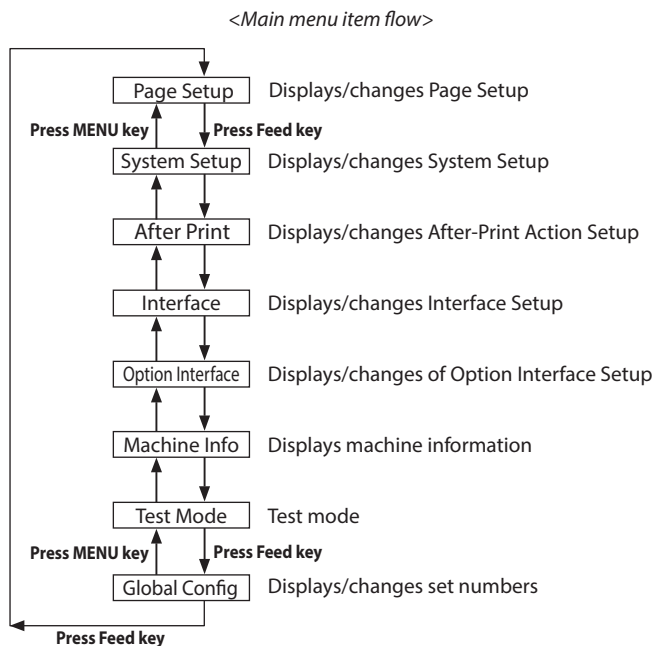 <Main menu item flow>
Page Setup Displays/changes Page Setup
Press MENU key Press Feed key
System Setup Displays/changes System Setup
After Print Displays/changes After-Print Action Setup
Interface Displays/changes Interface Setup
Option Interface Displays/changes of Option Interface Setup
Machine Info Displays machine information
Test Mode Test mode
Press MENU key Press Feed key
Global Config Displays/changes set numbers
Press Feed key